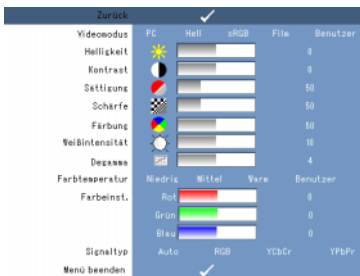 Zurück
Videomodus PC Hell sRGB Film Benutzer
Helligkeit 0
Kontrast 0
Sättigung 50
Schärfe 50
Färbung 50
Weißintensität 10
Degamma 4
Farbtemperatur Niedrig Mittel Warm Benutzer
Farbeinst. Rot 0
Grün 0
Blau 0
Signaltyp Auto RGB YCbCr YPbPr
Menü beenden